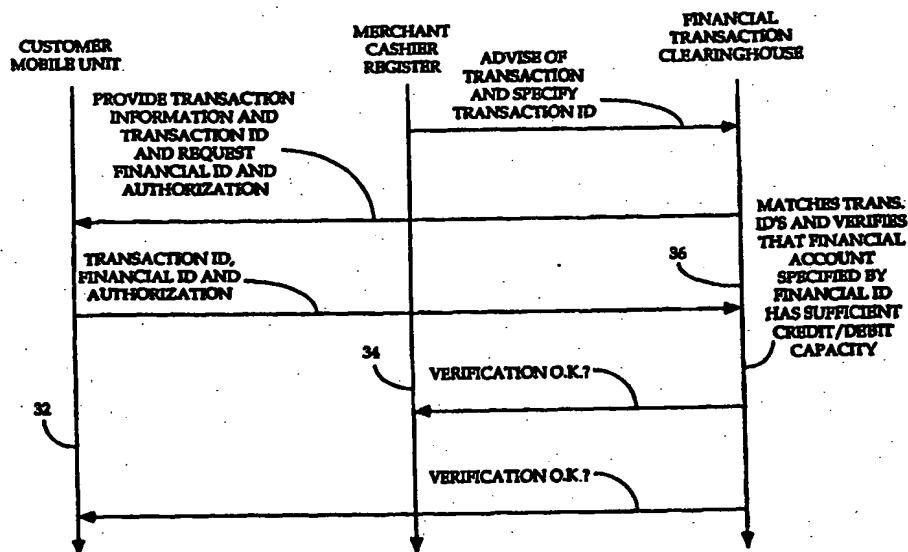 CUSTOMER
MOBILE UNIT
MERCHANT
CASHIER
REGISTER
FINANCIAL
TRANSACTION
CLEARINGHOUSE
ADVISE OF
TRANSACTION
AND SPECIFY
TRANSACTION ID
PROVIDE TRANSACTION
INFORMATION AND
TRANSACTION ID
AND REQUEST
FINANCIAL ID AND
AUTHORIZATION
TRANSACTION ID,
FINANCIAL ID AND
AUTHORIZATION
36
MATCHES TRANS.
ID'S AND VERIFIES
THAT FINANCIAL
ACCOUNT
SPECIFIED BY
FINANCIAL ID
HAS SUFFICIENT
CREDIT/DEBIT
CAPACITY
34
VERIFICATION O.K.?
32
VERIFICATION O.K.?